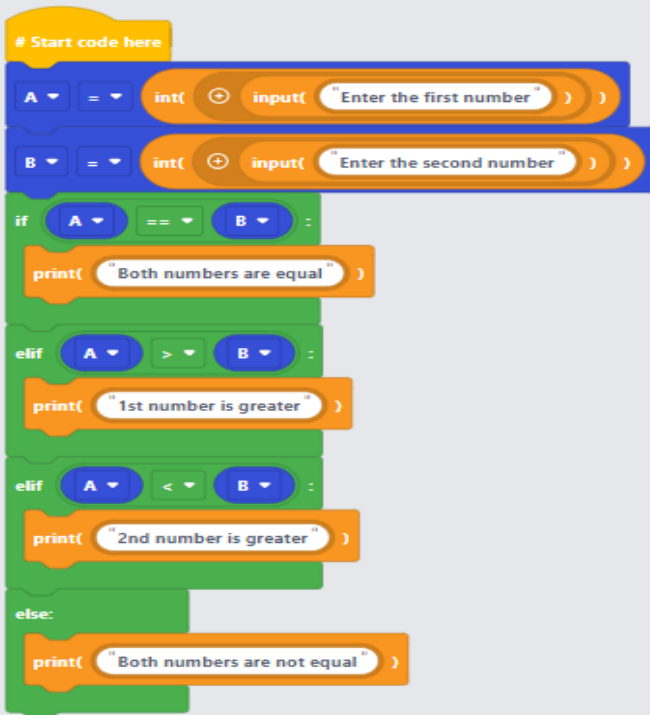 # Start code here
A = int( input( "Enter the first number" ) )
B = int( input( "Enter the second number" ) )
if A == B :
print( "Both numbers are equal" )
elif A > B :
print( "1st number is greater" )
elif A < B :
print( "2nd number is greater" )
else:
print( "Both numbers are not equal" )